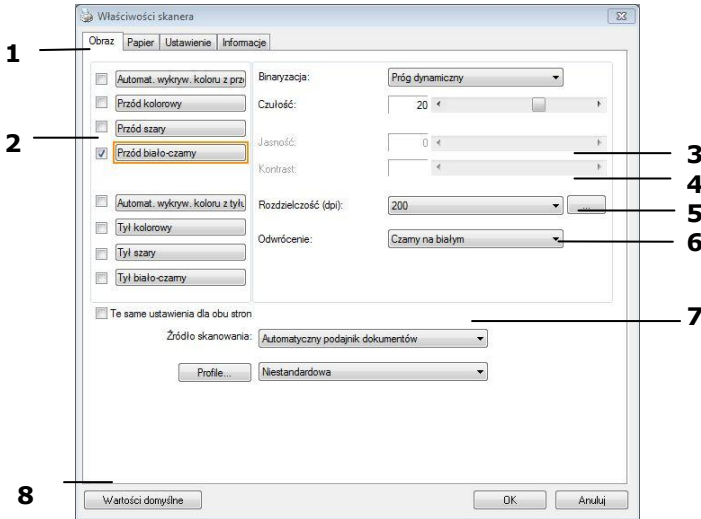 Właściwości skanera
1
Obraz Papier Ustawienie Informacje
Automat. wykryw. koloru z prze
Binaryzacja: Próg dynamiczny
Przód kolorowy
Czułość: 20
Przód szary
2
Jasność: 0
3
Przód biało-czarny
Kontrast:
4
Automat. wykryw. koloru z tyłu
Rozdzielczość (dpi): 200 ...
5
Tył kolorowy
Odwrócenie: Czarny na białym
6
Tył szary
Tył biało-czarny
Te same ustawienia dla obu stron
7
Źródło skanowania: Automatyczny podajnik dokumentów
Profile... Niestandardowa
8
Wartości domyślne OK Anuluj